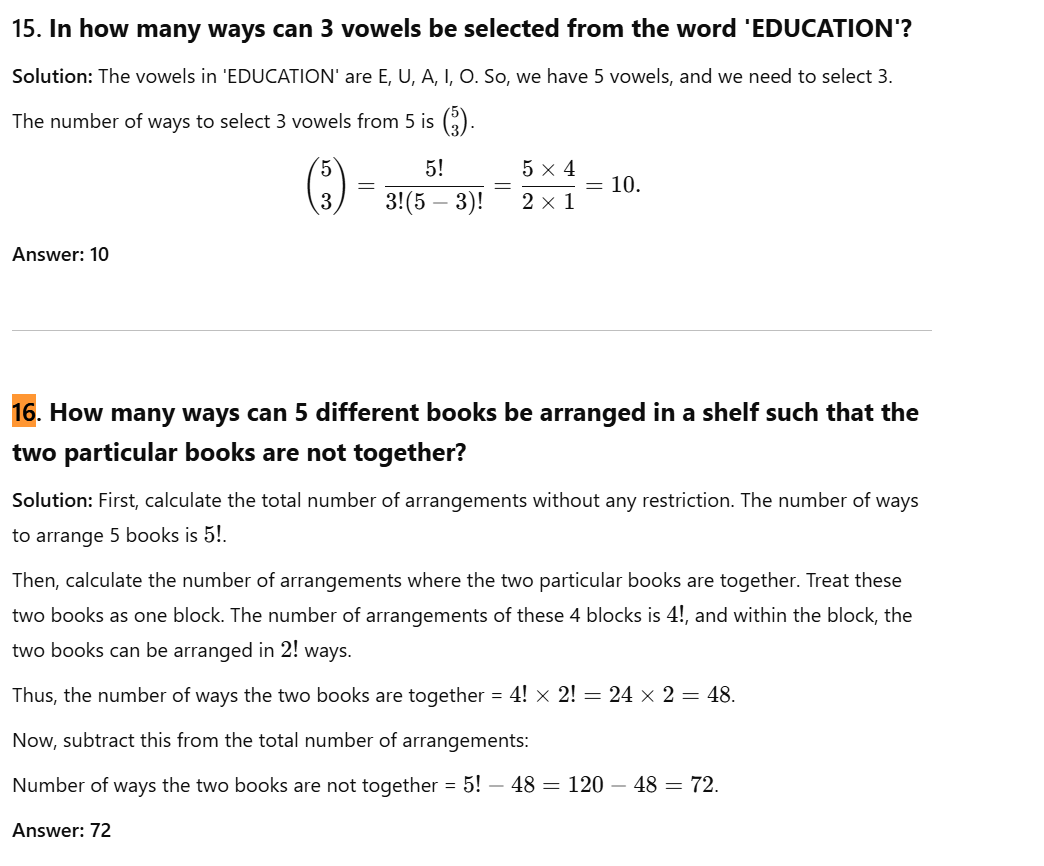 15. In how many ways can 3 vowels be selected from the word 'EDUCATION'?
Solution: The vowels in 'EDUCATION' are E, U, A, I, O. So, we have 5 vowels, and we need to select 3.
The number of ways to select 3 vowels from 5 is $\binom{5}{3}$.
$\binom{5}{3} = \frac{5!}{3!(5-3)!} = \frac{5 \times 4}{2 \times 1} = 10.$
Answer: 10
16. How many ways can 5 different books be arranged in a shelf such that the
two particular books are not together?
Solution: First, calculate the total number of arrangements without any restriction. The number of ways
to arrange 5 books is 5!.
Then, calculate the number of arrangements where the two particular books are together. Treat these
two books as one block. The number of arrangements of these 4 blocks is 4!, and within the block, the
two books can be arranged in 2! ways.
Thus, the number of ways the two books are together = 4! × 2! = 24 × 2 = 48.
Now, subtract this from the total number of arrangements:
Number of ways the two books are not together = 5! − 48 = 120 − 48 = 72.
Answer: 72